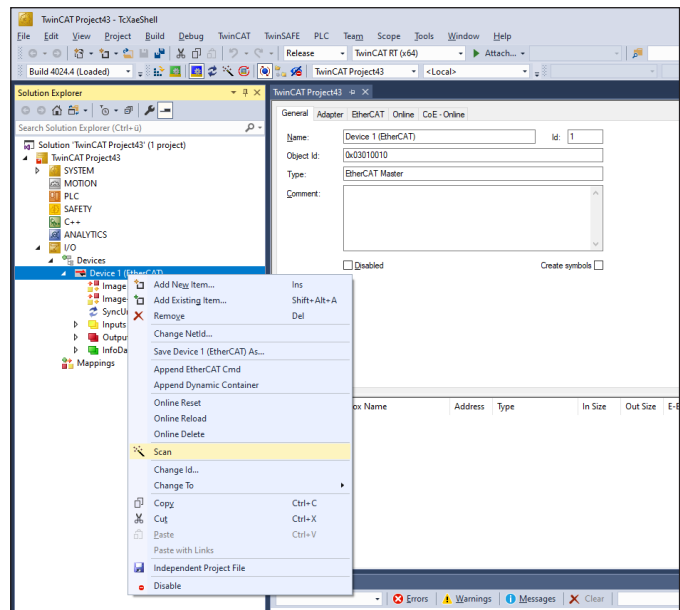 TwinCAT Project43 - TcXaeShell
File Edit View Project Build Debug TwinCAT TwinSAFE PLC Team Scope Tools Window Help
Release TwinCAT RT (x64) Attach...
Build 4024.4 (Loaded) TwinCAT Project43 <Local>
Solution Explorer
Search Solution Explorer (Ctrl+ü)
Solution 'TwinCAT Project43' (1 project)
TwinCAT Project43
SYSTEM
MOTION
PLC
SAFETY
C++
ANALYTICS
I/O
Devices
Device 1 (EtherCAT)
Image
Image-
SyncU
Inputs
Outpu
InfoDa
Mappings
TwinCAT Project43
General Adapter EtherCAT Online CoE - Online
Name: Device 1 (EtherCAT) Id: 1
Object Id: 0x03010010
Type: EtherCAT Master
Comment:
Disabled Create symbols
Add New Item... Ins
Add Existing Item... Shift+Alt+A
Remove Del
Change NetId...
Save Device 1 (EtherCAT) As...
Append EtherCAT Cmd
Append Dynamic Container
Online Reset
Online Reload
Online Delete
Scan
Change Id...
Change To
Copy Ctrl+C
Cut Ctrl+X
Paste Ctrl+V
Paste with Links
Independent Project File
Disable
ox Name Address Type In Size Out Size E-B
Errors Warnings Messages Clear